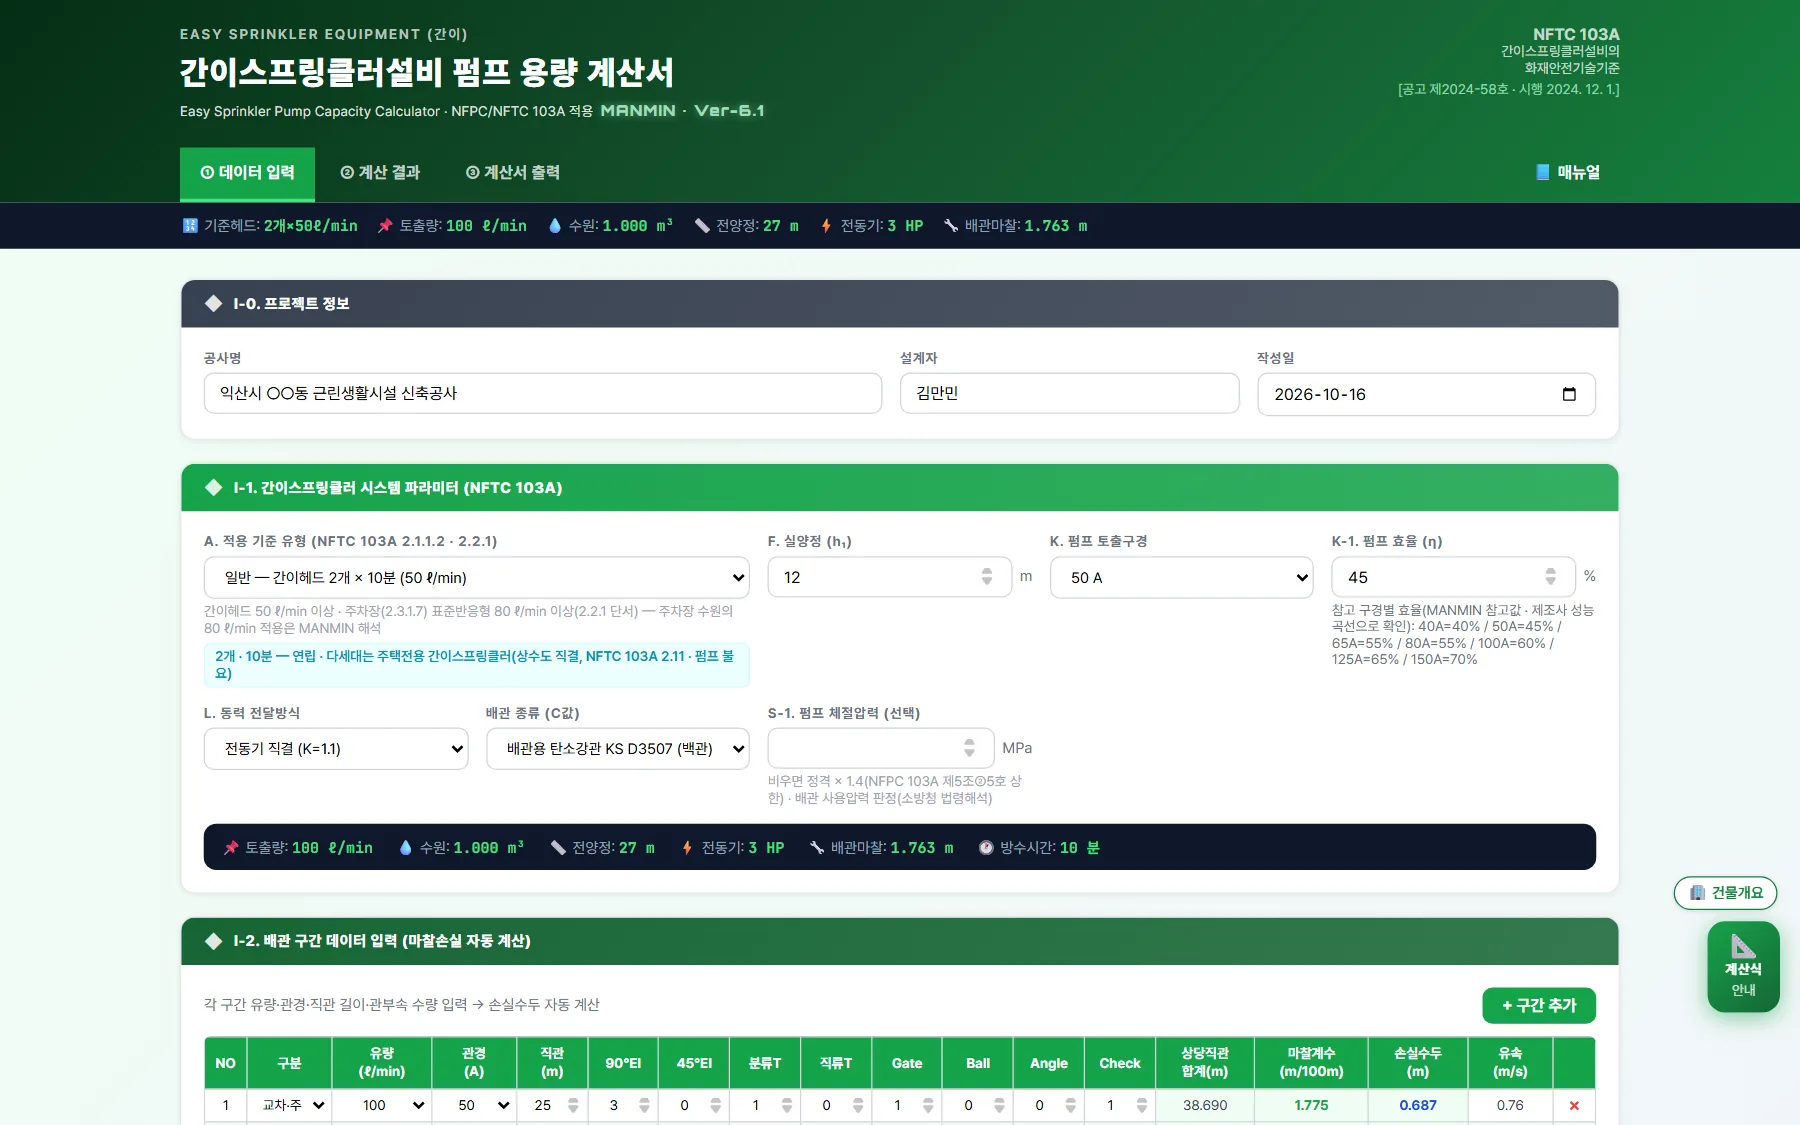 EASY SPRINKLER EQUIPMENT (간이)
간이스프링클러설비 펌프 용량 계산서
Easy Sprinkler Pump Capacity Calculator · NFPC/NFTC 103A 적용 MANMIN · Ver-6.1
NFTC 103A
간이스프링클러설비의
화재안전기술기준
[공고 제2024-58호 · 시행 2024. 12. 1.]
① 데이터 입력 ② 계산 결과 ③ 계산서 출력 📘 매뉴얼
🔢 기준헤드: 2개×50ℓ/min 📌 토출량: 100 ℓ/min 💧 수원: 1.000 m³ 📏 전양정: 27 m ⚡ 전동기: 3 HP 🔧 배관마찰: 1.763 m
◆ I-0. 프로젝트 정보
공사명 설계자 작성일
익산시 ○○동 근린생활시설 신축공사 김만민 2026-10-16
◆ I-1. 간이스프링클러 시스템 파라미터 (NFTC 103A)
A. 적용 기준 유형 (NFTC 103A 2.1.1.2 · 2.2.1) F. 실양정 (h₁) K. 펌프 토출구경 K-1. 펌프 효율 (η)
일반 — 간이헤드 2개 × 10분 (50 ℓ/min) 12 m 50 A 45 %
간이헤드 50 ℓ/min 이상 · 주차장(2.3.1.7) 표준반응형 80 ℓ/min 이상(2.2.1 단서) — 주차장 수원의
80 ℓ/min 적용은 MANMIN 해석
2개 · 10분 — 연립 · 다세대는 주택전용 간이스프링클러(상수도 직결, NFTC 103A 2.11 · 펌프 불
요)
참고 구경별 효율(MANMIN 참고값 · 제조사 성능
곡선으로 확인): 40A=40% / 50A=45% /
65A=55% / 80A=55% / 100A=60% /
125A=65% / 150A=70%
L. 동력 전달방식 배관 종류 (C값) S-1. 펌프 체절압력 (선택)
전동기 직결 (K=1.1) 배관용 탄소강관 KS D3507 (백관) MPa
비우면 정격 × 1.4(NFPC 103A 제5조②5호 상
한) · 배관 사용압력 판정(소방청 법령해석)
📌 토출량: 100 ℓ/min 💧 수원: 1.000 m³ 📏 전양정: 27 m ⚡ 전동기: 3 HP 🔧 배관마찰: 1.763 m 🕐 방수시간: 10 분
🏢 건물개요
📐
계산식
안내
◆ I-2. 배관 구간 데이터 입력 (마찰손실 자동 계산)
각 구간 유량·관경·직관 길이·관부속 수량 입력 → 손실수두 자동 계산 + 구간 추가
NO 구분 유량 (ℓ/min) 관경 (A) 직관 (m) 90°El 45°El 분류T 직류T Gate Ball Angle Check 상당직관 합계(m) 마찰계수 (m/100m) 손실수두 (m) 유속 (m/s)
1 교차·주 100 50 25 3 0 1 0 1 0 0 1 38.690 1.775 0.687 0.76 ×